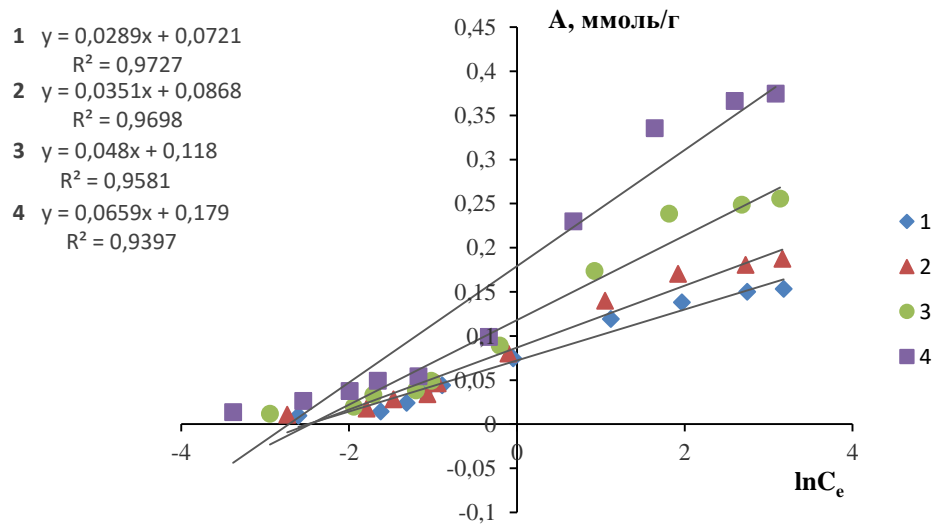 A, ммоль/г
1 y = 0,0289x + 0,0721
R² = 0,9727
2 y = 0,0351x + 0,0868
R² = 0,9698
3 y = 0,048x + 0,118
R² = 0,9581
4 y = 0,0659x + 0,179
R² = 0,9397
0,45
0,4
0,35
0,3
0,25
0,2
0,15
0,1
0,05
0
-0,05
-0,1
-4
-2
0
2
4
lnCₑ
1
2
3
4